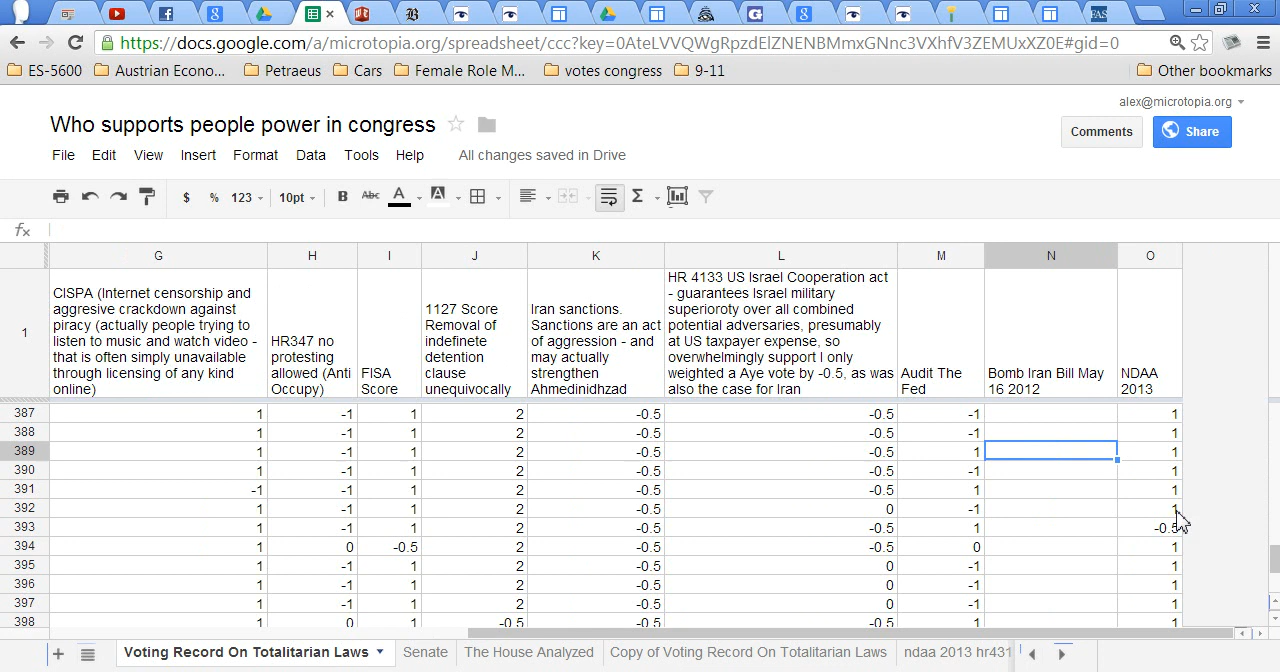 https://docs.google.com/a/microtopia.org/spreadsheet/ccc?key=0AteLVVQWgRpzdElZNENBMmxGNnc3VXhfV3ZEMUxXZ0E#gid=0
ES-5600 Austrian Econo... Petraeus Cars Female Role M... votes congress 9-11 Other bookmarks
alex@microtopia.org
Who supports people power in congress
Comments Share
File Edit View Insert Format Data Tools Help All changes saved in Drive
$ % 123 10pt B Abc A A Σ
fx
G H I J K L M N O
1
CISPA (Internet censorship and
aggresive crackdown against
piracy (actually people trying to
listen to music and watch video -
that is often simply unavailable
through licensing of any kind
online)
HR347 no
protesting
allowed (Anti
Occupy)
FISA
Score
1127 Score
Removal of
indefinete
detention
clause
unequivocally
Iran sanctions.
Sanctions are an act
of aggression - and
may actually
strengthen
Ahmedinidhzad
HR 4133 US Israel Cooperation act
- guarantees Israel military
superioroty over all combined
potential adversaries, presumably
at US taxpayer expense, so
overwhelmingly support I only
weighted a Aye vote by -0.5, as was
also the case for Iran
Audit The
Fed
Bomb Iran Bill May
16 2012
NDAA
2013
387 1 -1 1 2 -0.5 -0.5 -1 1
388 1 -1 1 2 -0.5 -0.5 -1 1
389 1 -1 1 2 -0.5 -0.5 1 1
390 1 -1 1 2 -0.5 -0.5 -1 1
391 -1 -1 1 2 -0.5 -0.5 1 1
392 1 -1 1 2 -0.5 0 -1 1
393 1 -1 1 2 -0.5 -0.5 1 -0.5
394 1 0 -0.5 2 -0.5 -0.5 0 1
395 1 -1 1 2 -0.5 0 -1 1
396 1 -1 1 2 -0.5 0 -1 1
397 1 -1 1 2 -0.5 0 -1 1
398 1 0 1 -0.5 -0.5 -0.5 -1 1
Voting Record On Totalitarian Laws Senate The House Analyzed Copy of Voting Record On Totalitarian Laws ndaa 2013 hr431